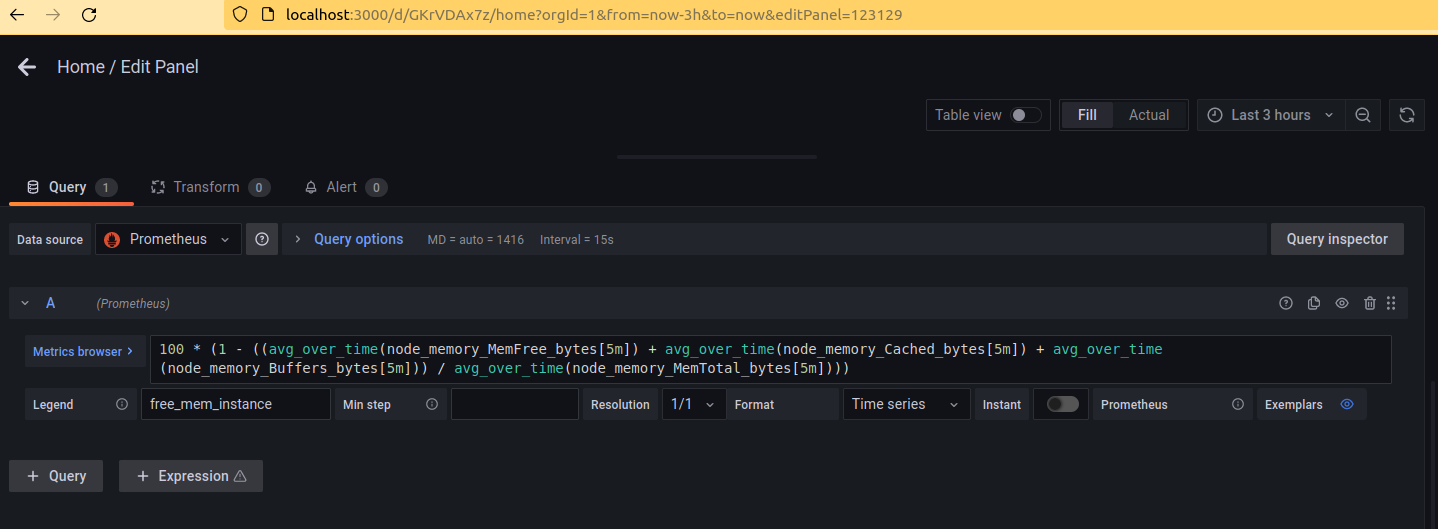 localhost:3000/d/GKrVDAx7z/home?orgId=1&from=now-3h&to=now&editPanel=123129
Home / Edit Panel
Table view Fill Actual Last 3 hours
Query 1 Transform 0 Alert 0
Data source Prometheus Query options MD = auto = 1416 Interval = 15s Query inspector
A (Prometheus)
Metrics browser 100 * (1 - ((avg_over_time(node_memory_MemFree_bytes[5m]) + avg_over_time(node_memory_Cached_bytes[5m]) + avg_over_time
(node_memory_Buffers_bytes[5m])) / avg_over_time(node_memory_MemTotal_bytes[5m])))
Legend free_mem_instance Min step Resolution 1/1 Format Time series Instant Prometheus Exemplars
+ Query + Expression